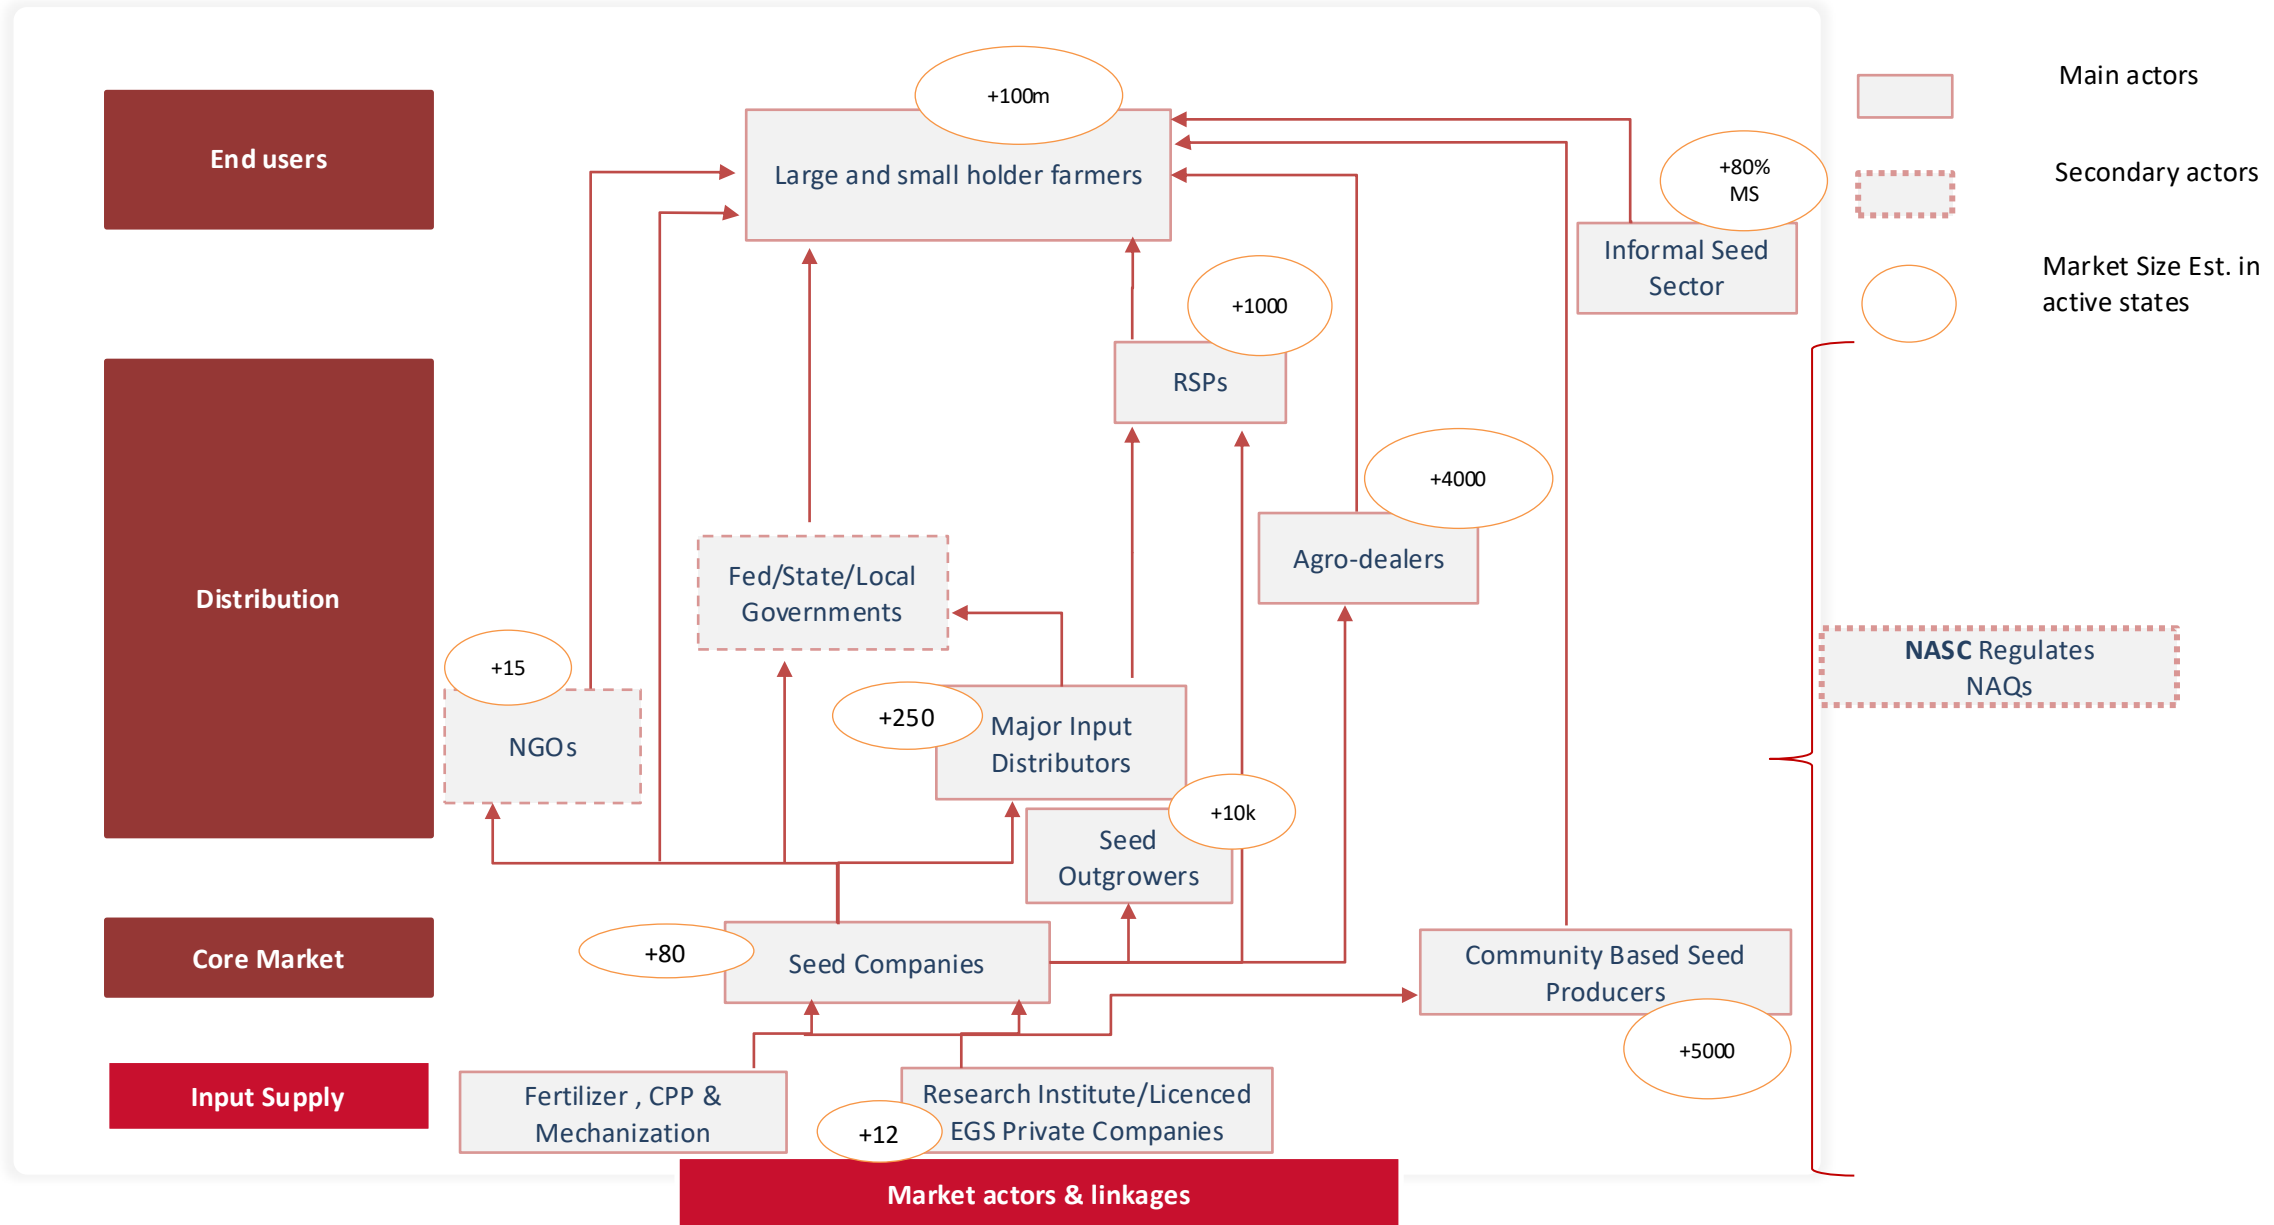 +100m
Main actors
End users
Large and small holder farmers
+80%
MS
Secondary actors
Informal Seed
Sector
Market Size Est. in
active states
+1000
RSPs
+4000
Distribution
Fed/State/Local
Governments
Agro-dealers
+15
NGOs
+250
Major Input
Distributors
NASC Regulates
NAQs
+10k
Seed
Outgrowers
Core Market
+80
Seed Companies
Community Based Seed
Producers
+5000
Input Supply
Fertilizer , CPP &
Mechanization
Research Institute/Licenced
EGS Private Companies
+12
Market actors & linkages